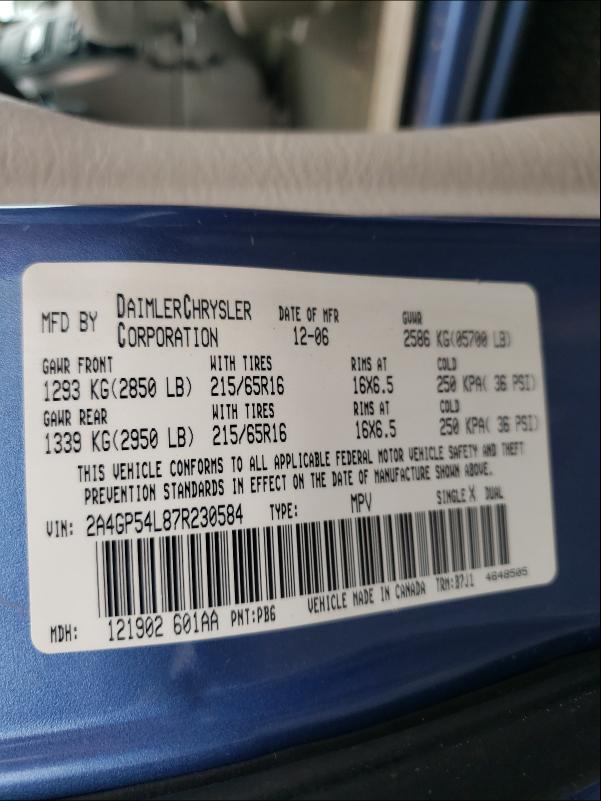 MFD BY DAIMLERCHRYSLER CORPORATION DATE OF MFR 12-06 GVWR 2586 KG(05700 LB)
GAWR FRONT WITH TIRES RIMS AT COLD
1293 KG(2850 LB) 215/65R16 16X6.5 250 KPA( 36 PSI)
GAWR REAR WITH TIRES RIMS AT COLD
1339 KG(2950 LB) 215/65R16 16X6.5 250 KPA( 36 PSI)
THIS VEHICLE CONFORMS TO ALL APPLICABLE FEDERAL MOTOR VEHICLE SAFETY AND THEFT
PREVENTION STANDARDS IN EFFECT ON THE DATE OF MANUFACTURE SHOWN ABOVE.
VIN: 2A4GP54L87R230584 TYPE: MPV SINGLE X DUAL
MDH: 121902 601AA PNT:PB6 VEHICLE MADE IN CANADA TRM:B7J1 4648505